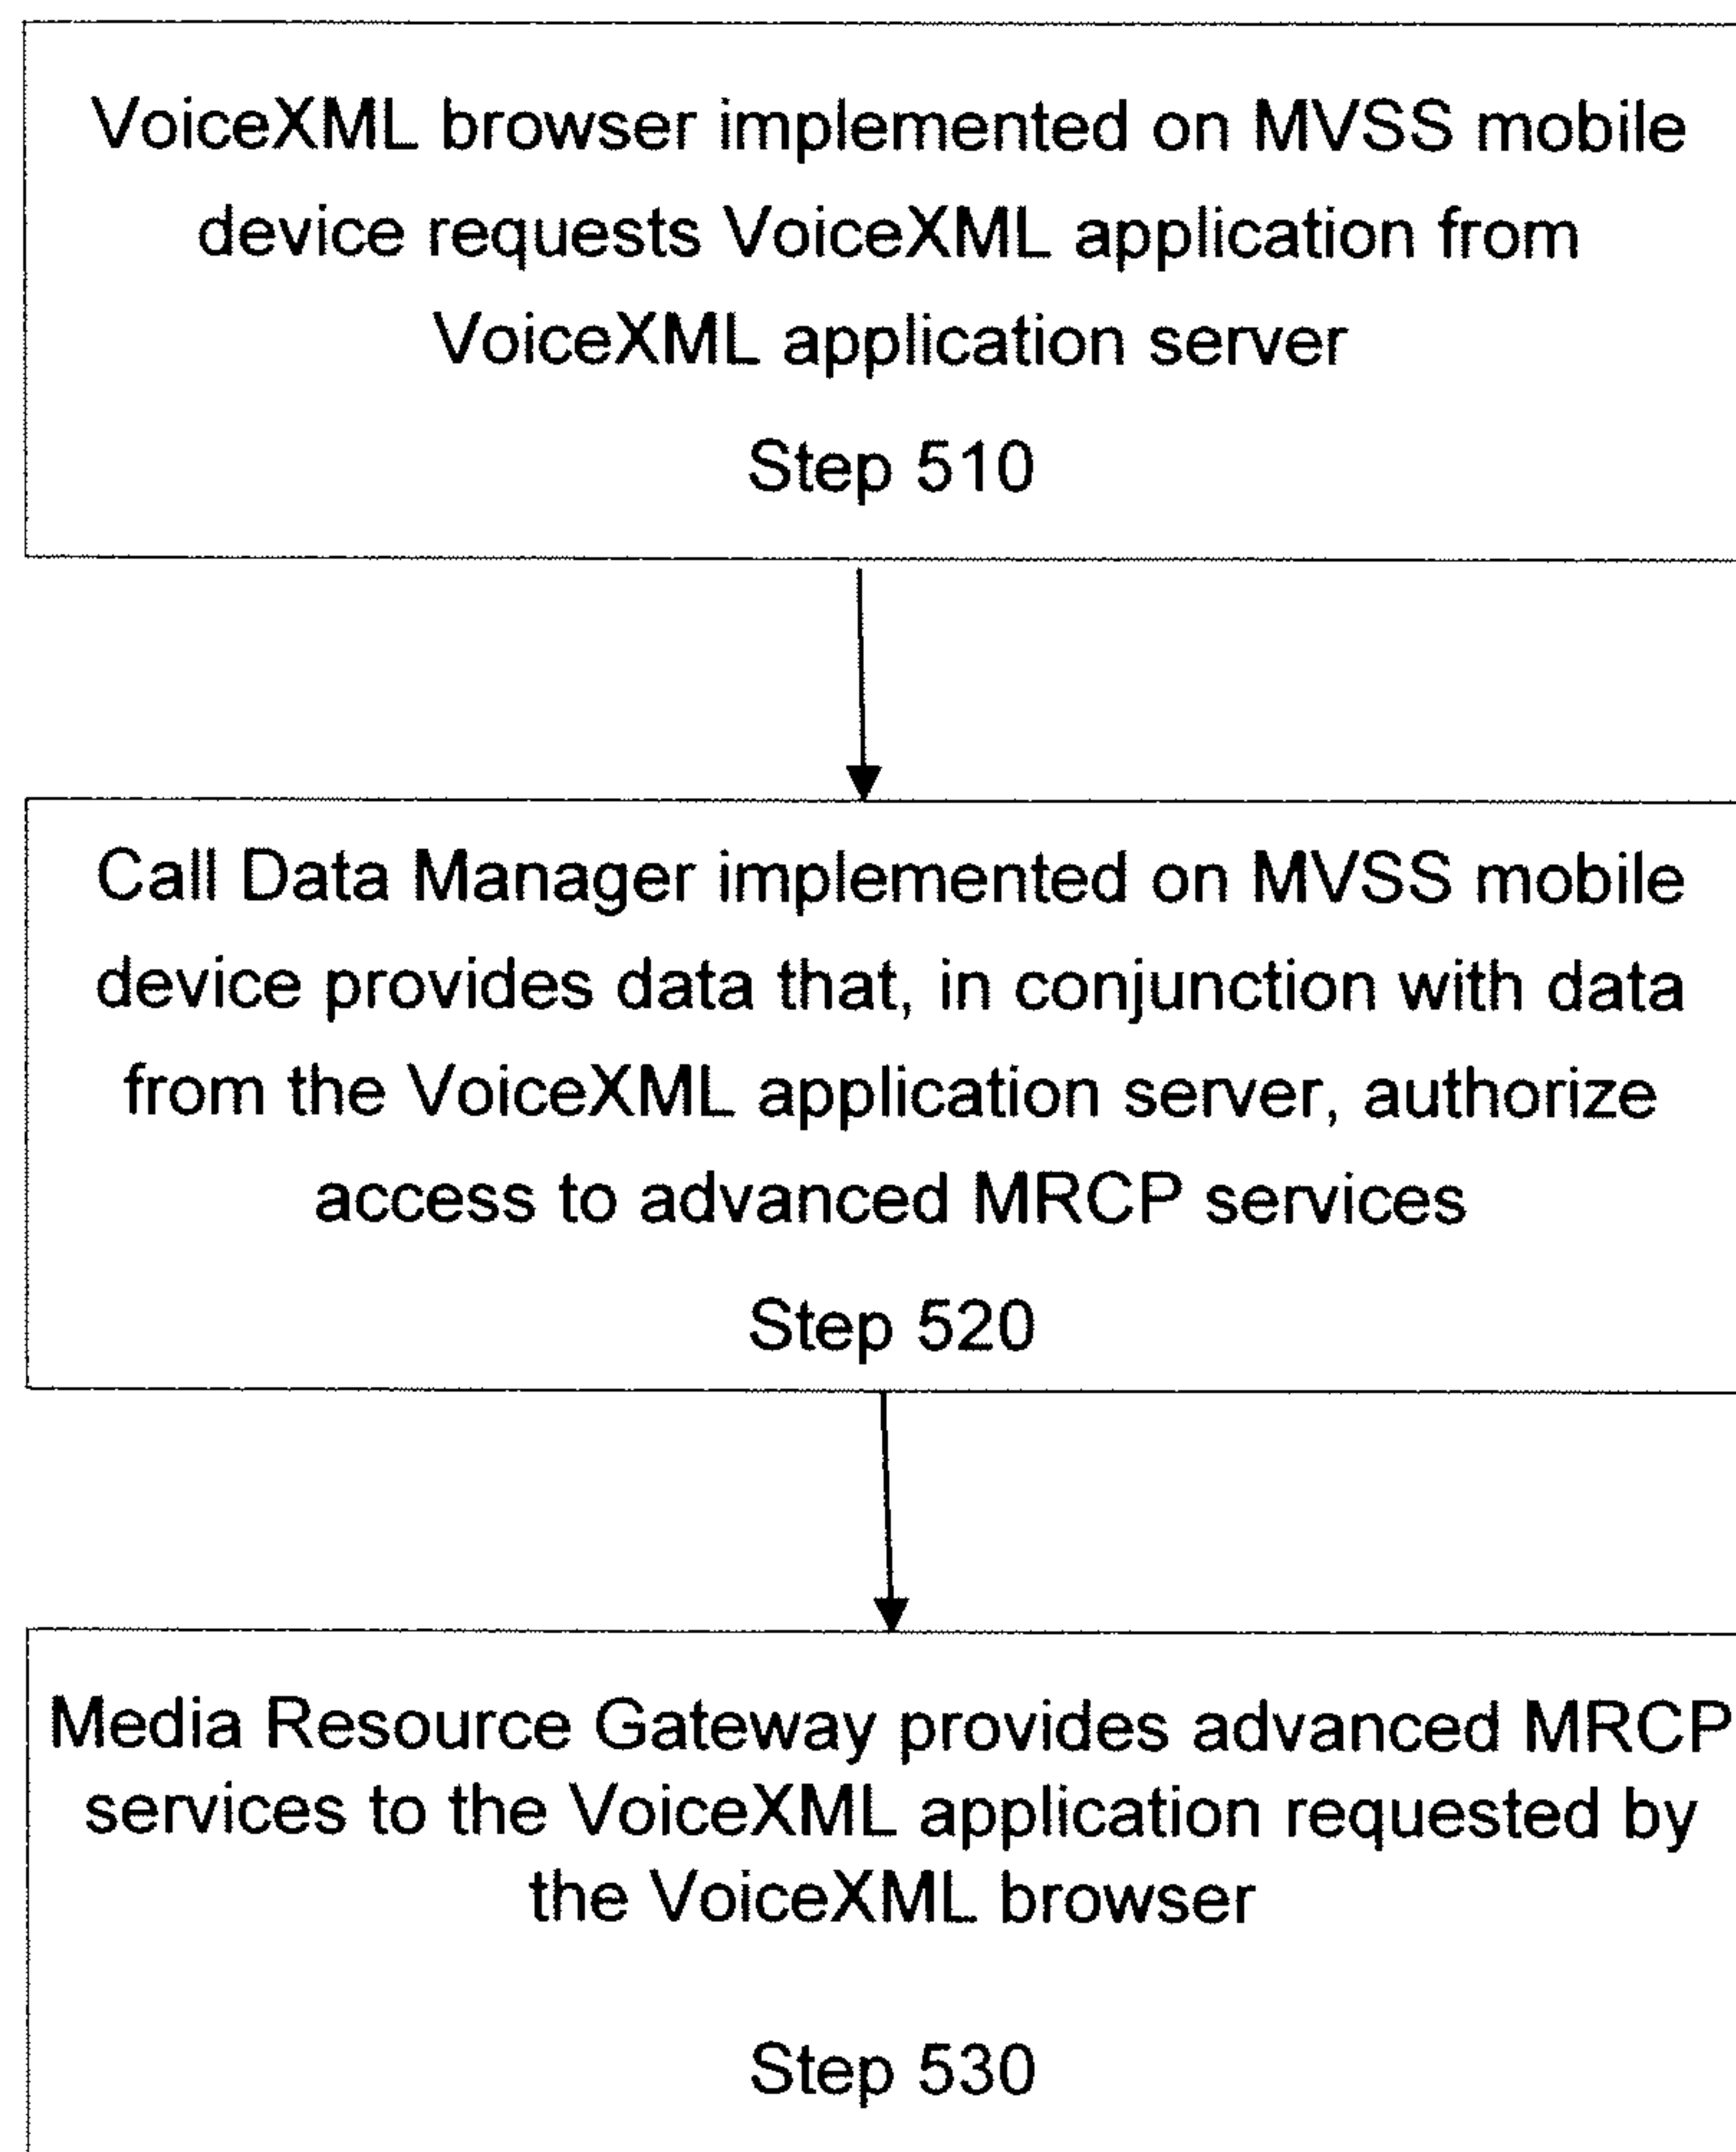 VoiceXML browser implemented on MVSS mobile
device requests VoiceXML application from
VoiceXML application server
Step 510
Call Data Manager implemented on MVSS mobile
device provides data that, in conjunction with data
from the VoiceXML application server, authorize
access to advanced MRCP services
Step 520
Media Resource Gateway provides advanced MRCP
services to the VoiceXML application requested by
the VoiceXML browser
Step 530